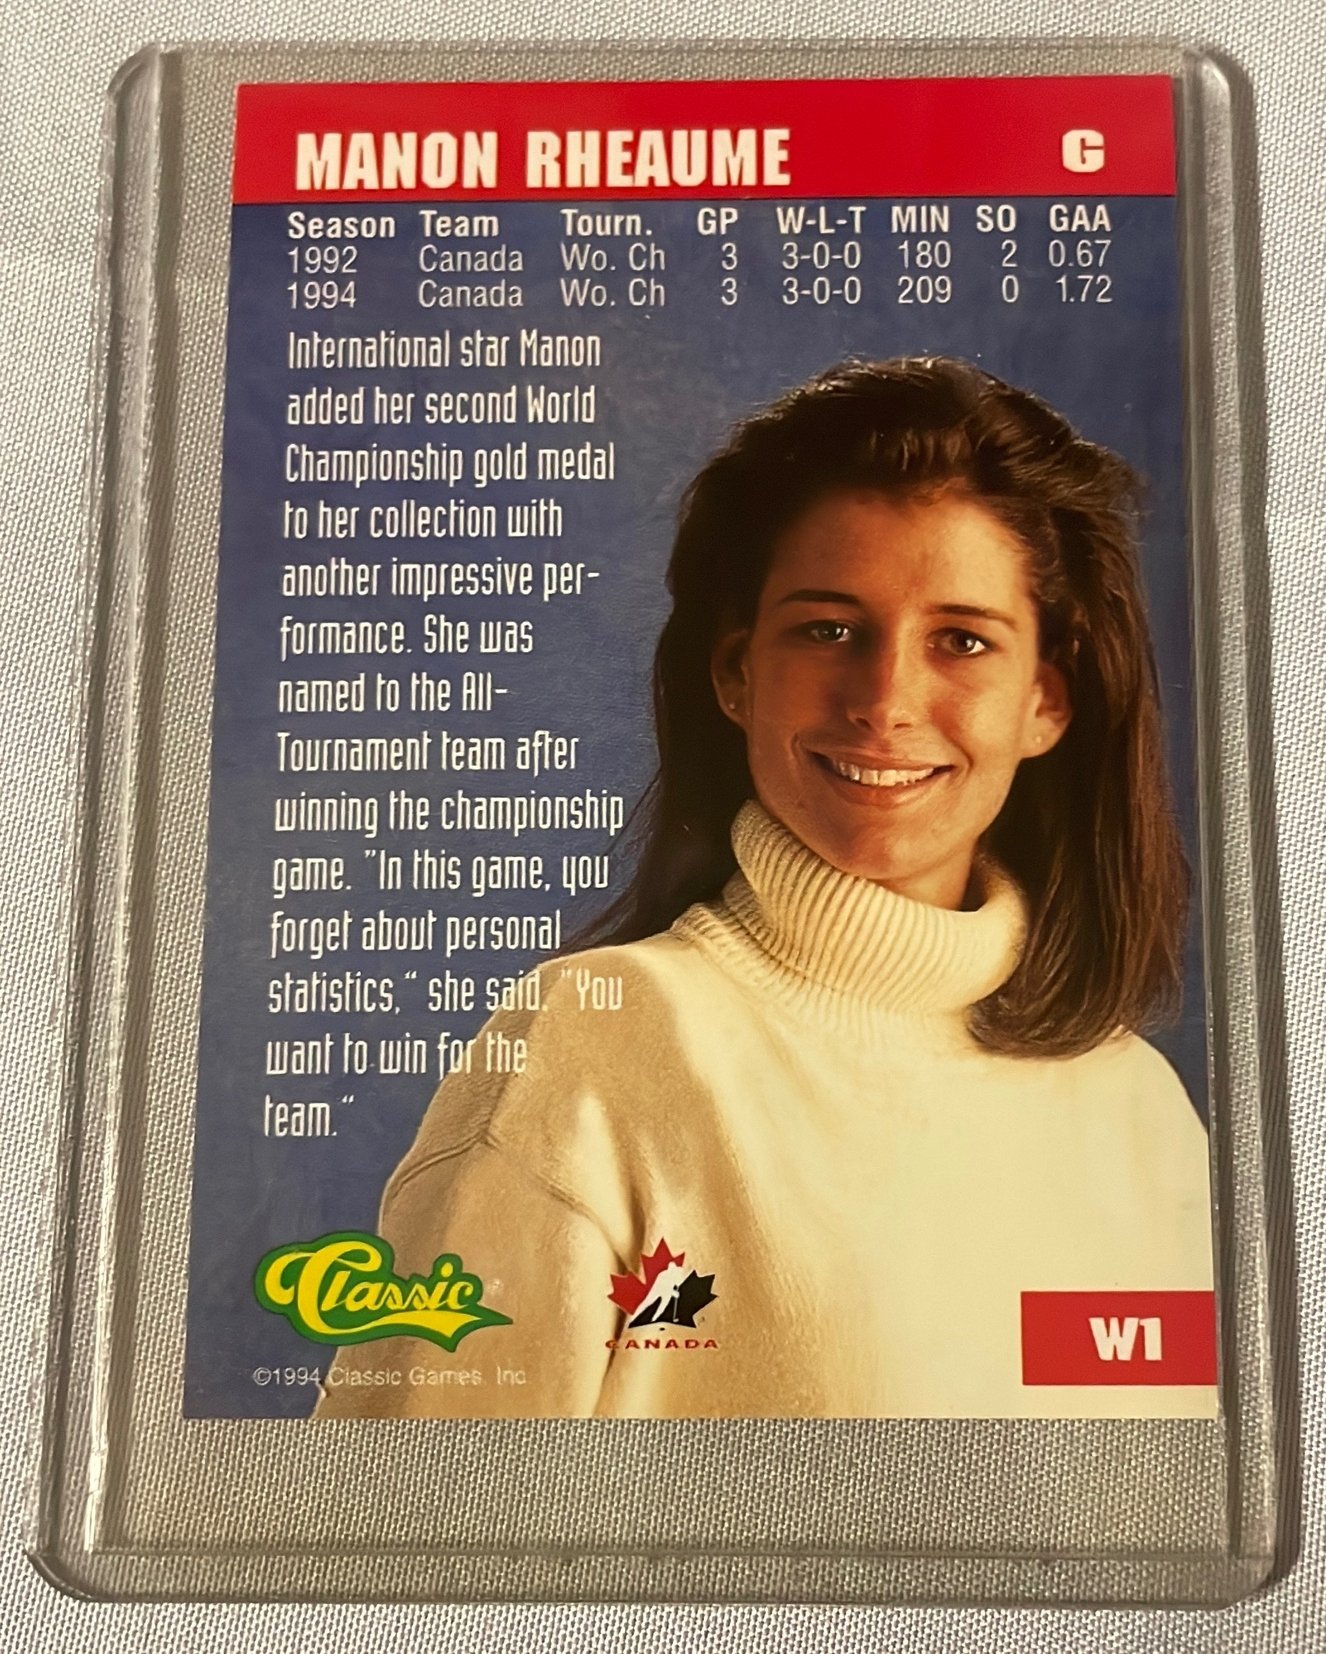 MANON RHEAUME G
Season Team Tourn. GP W-L-T MIN SO GAA
1992 Canada Wo. Ch 3 3-0-0 180 2 0.67
1994 Canada Wo. Ch 3 3-0-0 209 0 1.72
International star Manon
added her second World
Championship gold medal
to her collection with
another impressive per-
formance. She was
named to the All-
Tournament team after
winning the championship
game. "In this game, you
forget about personal
statistics," she said. "You
want to win for the
team."
Classic
CANADA
W1
©1994 Classic Games, Inc